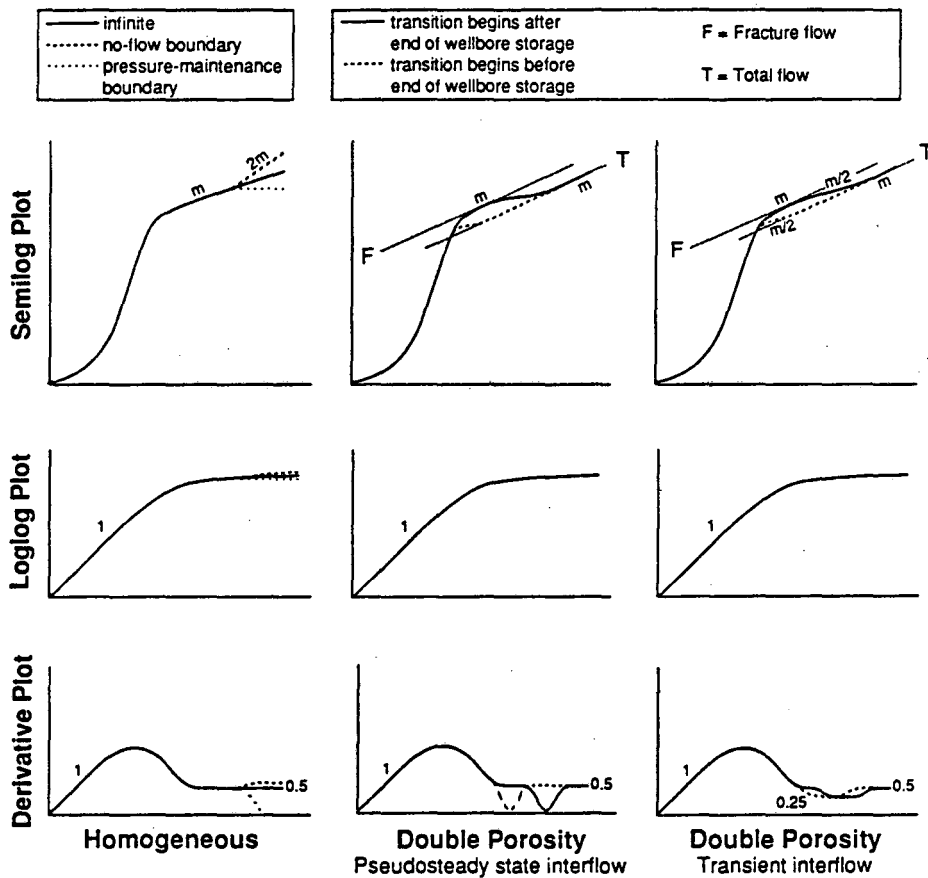 infinite
no-flow boundary
pressure-maintenance
boundary
transition begins after
end of wellbore storage
transition begins before
end of wellbore storage
F = Fracture flow
T = Total flow
Semilog Plot
m
2m
F
m
m
T
F
m
m/2
m/2
m
T
Loglog Plot
1
1
1
Derivative Plot
1
0.5
1
0.5
1
0.25
0.5
Homogeneous
Double Porosity
Pseudosteady state interflow
Double Porosity
Transient interflow